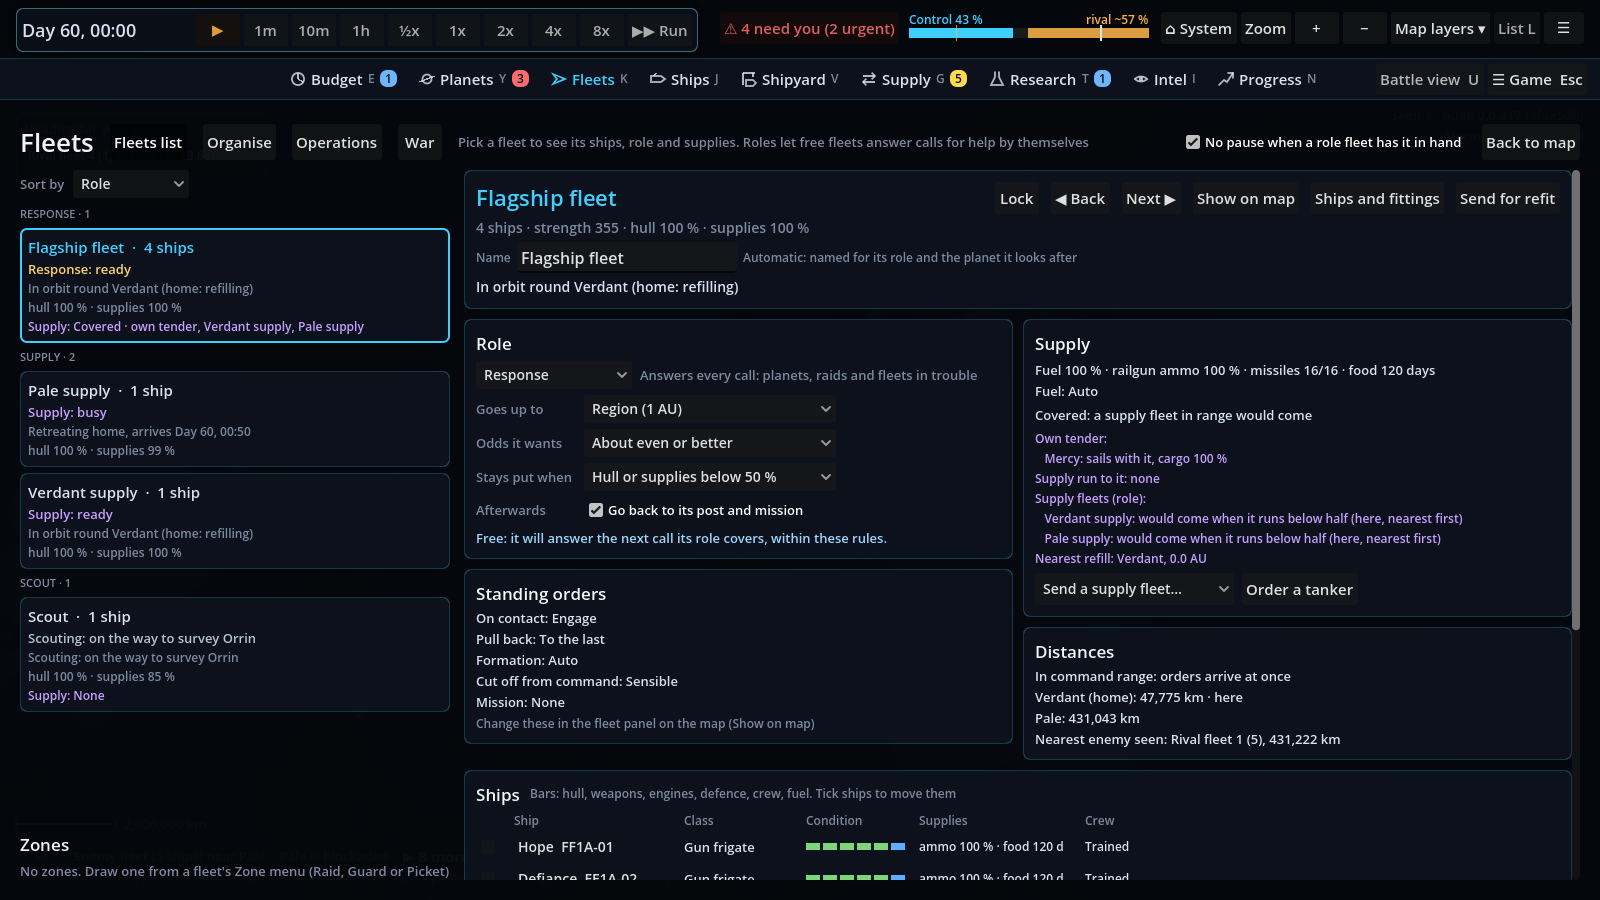 Day 60, 00:00 ▶ 1m 10m 1h ½x 1x 2x 4x 8x ▶▶ Run ⚠ 4 need you (2 urgent) Control 43 % rival ~57 % ⌂ System Zoom + − Map layers ▾ List L ☰
Budget E 1 Planets Y 3 Fleets K Ships J Shipyard V Supply G 5 Research T 1 Intel I Progress N Battle view U ☰ Game Esc
Fleets Fleets list Organise Operations War Pick a fleet to see its ships, role and supplies. Roles let free fleets answer calls for help by themselves No pause when a role fleet has it in hand Back to map
Sort by Role
RESPONSE · 1
Flagship fleet · 4 ships
Response: ready
In orbit round Verdant (home: refilling)
hull 100 % · supplies 100 %
Supply: Covered · own tender, Verdant supply, Pale supply
SUPPLY · 2
Pale supply · 1 ship
Supply: busy
Retreating home, arrives Day 60, 00:50
hull 100 % · supplies 99 %
Verdant supply · 1 ship
Supply: ready
In orbit round Verdant (home: refilling)
hull 100 % · supplies 100 %
SCOUT · 1
Scout · 1 ship
Scouting: on the way to survey Orrin
Scouting: on the way to survey Orrin
hull 100 % · supplies 85 %
Supply: None
Zones
No zones. Draw one from a fleet's Zone menu (Raid, Guard or Picket)
Flagship fleet Lock ◀ Back Next ▶ Show on map Ships and fittings Send for refit
4 ships · strength 355 · hull 100 % · supplies 100 %
Name Flagship fleet Automatic: named for its role and the planet it looks after
In orbit round Verdant (home: refilling)
Role
Response Answers every call: planets, raids and fleets in trouble
Goes up to Region (1 AU)
Odds it wants About even or better
Stays put when Hull or supplies below 50 %
Afterwards Go back to its post and mission
Free: it will answer the next call its role covers, within these rules.
Standing orders
On contact: Engage
Pull back: To the last
Formation: Auto
Cut off from command: Sensible
Mission: None
Change these in the fleet panel on the map (Show on map)
Supply
Fuel 100 % · railgun ammo 100 % · missiles 16/16 · food 120 days
Fuel: Auto
Covered: a supply fleet in range would come
Own tender:
Mercy: sails with it, cargo 100 %
Supply run to it: none
Supply fleets (role):
Verdant supply: would come when it runs below half (here, nearest first)
Pale supply: would come when it runs below half (here, nearest first)
Nearest refill: Verdant, 0.0 AU
Send a supply fleet... Order a tanker
Distances
In command range: orders arrive at once
Verdant (home): 47,775 km · here
Pale: 431,043 km
Nearest enemy seen: Rival fleet 1 (5), 431,222 km
Ships Bars: hull, weapons, engines, defence, crew, fuel. Tick ships to move them
Ship Class Condition Supplies Crew
Hope FF1A-01 Gun frigate ammo 100 % · food 120 d Trained
Defiance FF1A-02 Gun frigate ammo 100 % · food 120 d Trained